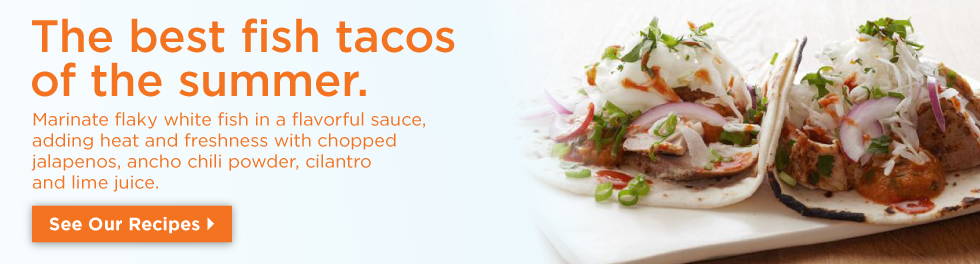 The best fish tacos
of the summer.
Marinate flaky white fish in a flavorful sauce,
adding heat and freshness with chopped
jalapenos, ancho chili powder, cilantro
and lime juice.
See Our Recipes